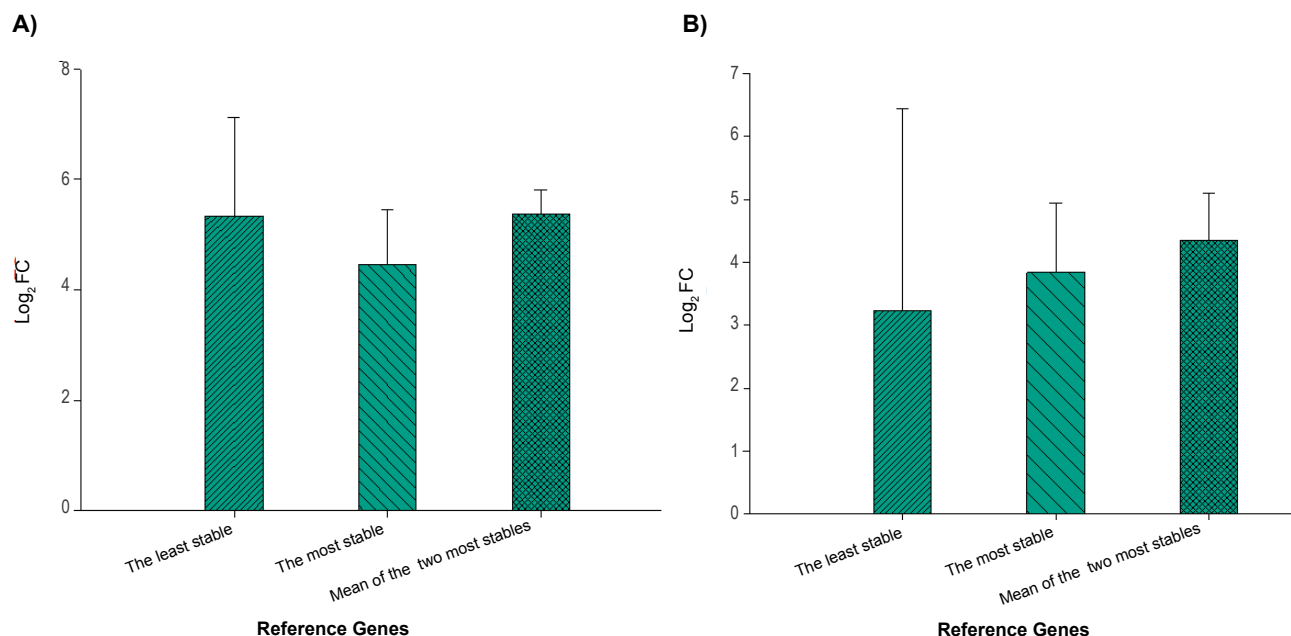 A)
8
6
4
2
0
Log2 FC
The least stable
The most stable
Mean of the two most stables
Reference Genes
B)
7
6
5
4
3
2
1
0
Log2 FC
The least stable
The most stable
Mean of the two most stables
Reference Genes